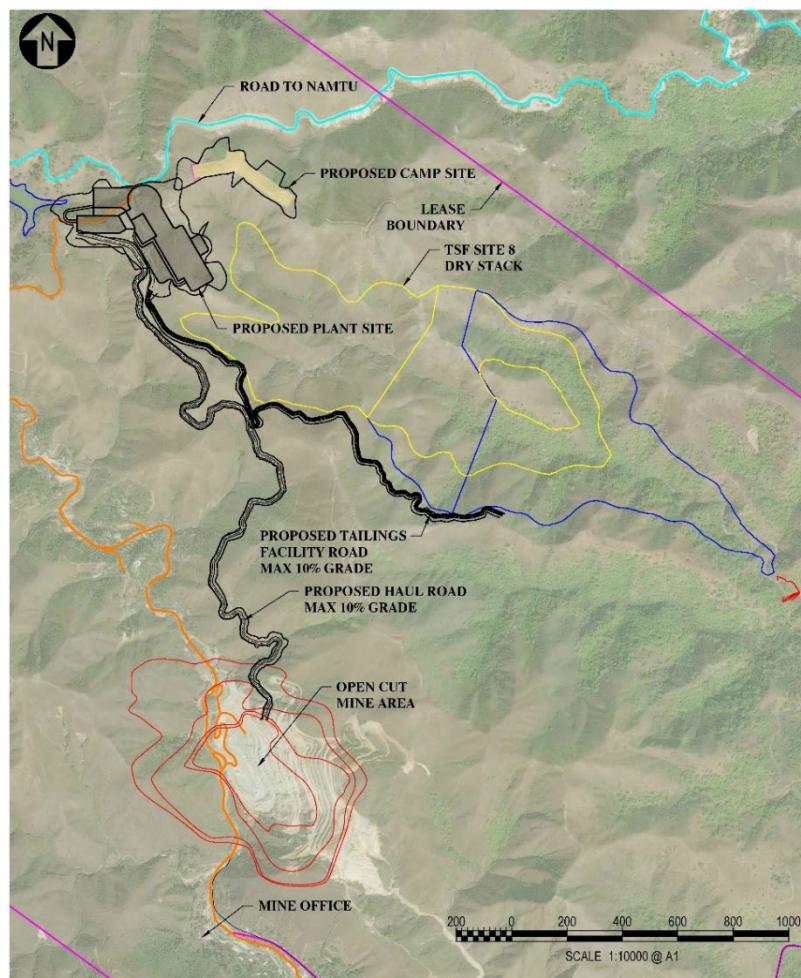 N
ROAD TO NAMTU
PROPOSED CAMP SITE
LEASE
BOUNDARY
TSF SITE 8
DRY STACK
PROPOSED PLANT SITE
PROPOSED TAILINGS
FACILITY ROAD
MAX 10% GRADE
PROPOSED HAUL ROAD
MAX 10% GRADE
OPEN CUT
MINE AREA
MINE OFFICE
200 0 200 400 600 800 1000
SCALE 1:10000 @ A1